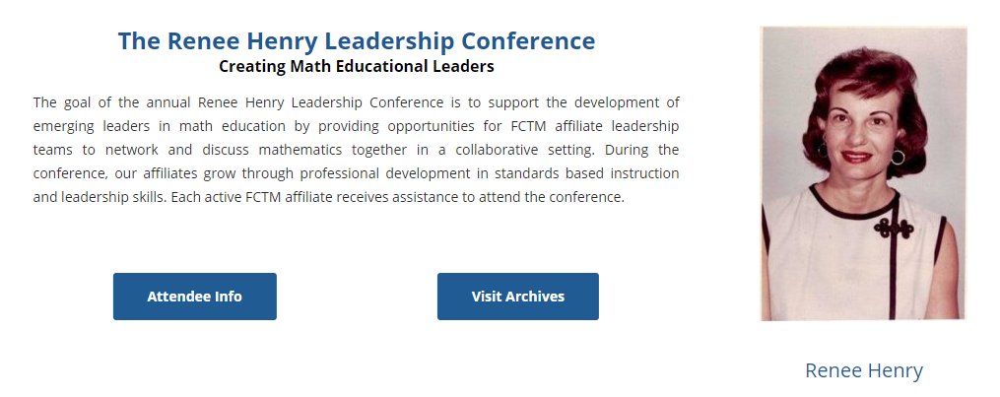 The Renee Henry Leadership Conference
Creating Math Educational Leaders
The goal of the annual Renee Henry Leadership Conference is to support the development of
emerging leaders in math education by providing opportunities for FCTM affiliate leadership
teams to network and discuss mathematics together in a collaborative setting. During the
conference, our affiliates grow through professional development in standards based instruction
and leadership skills. Each active FCTM affiliate receives assistance to attend the conference.
Attendee Info
Visit Archives
Renee Henry